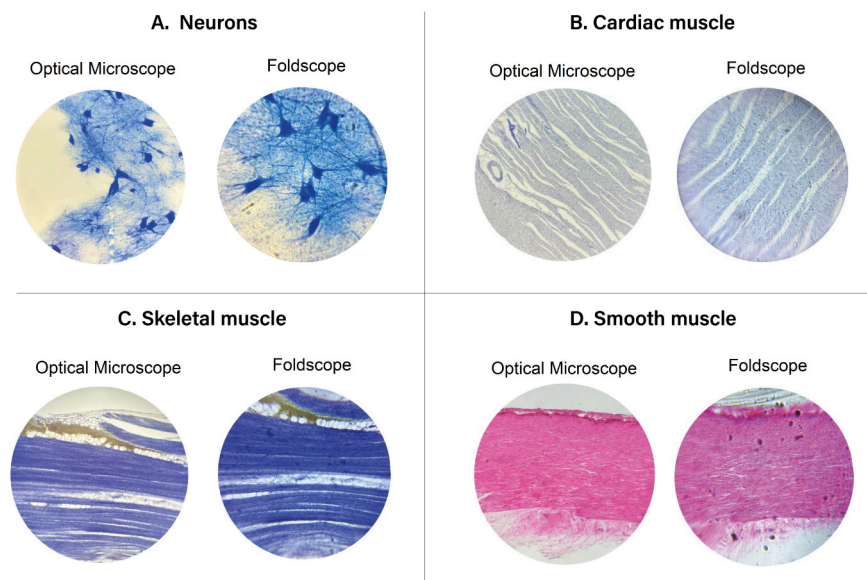 A. Neurons
Optical Microscope
Foldscope
B. Cardiac muscle
Optical Microscope
Foldscope
C. Skeletal muscle
Optical Microscope
Foldscope
D. Smooth muscle
Optical Microscope
Foldscope